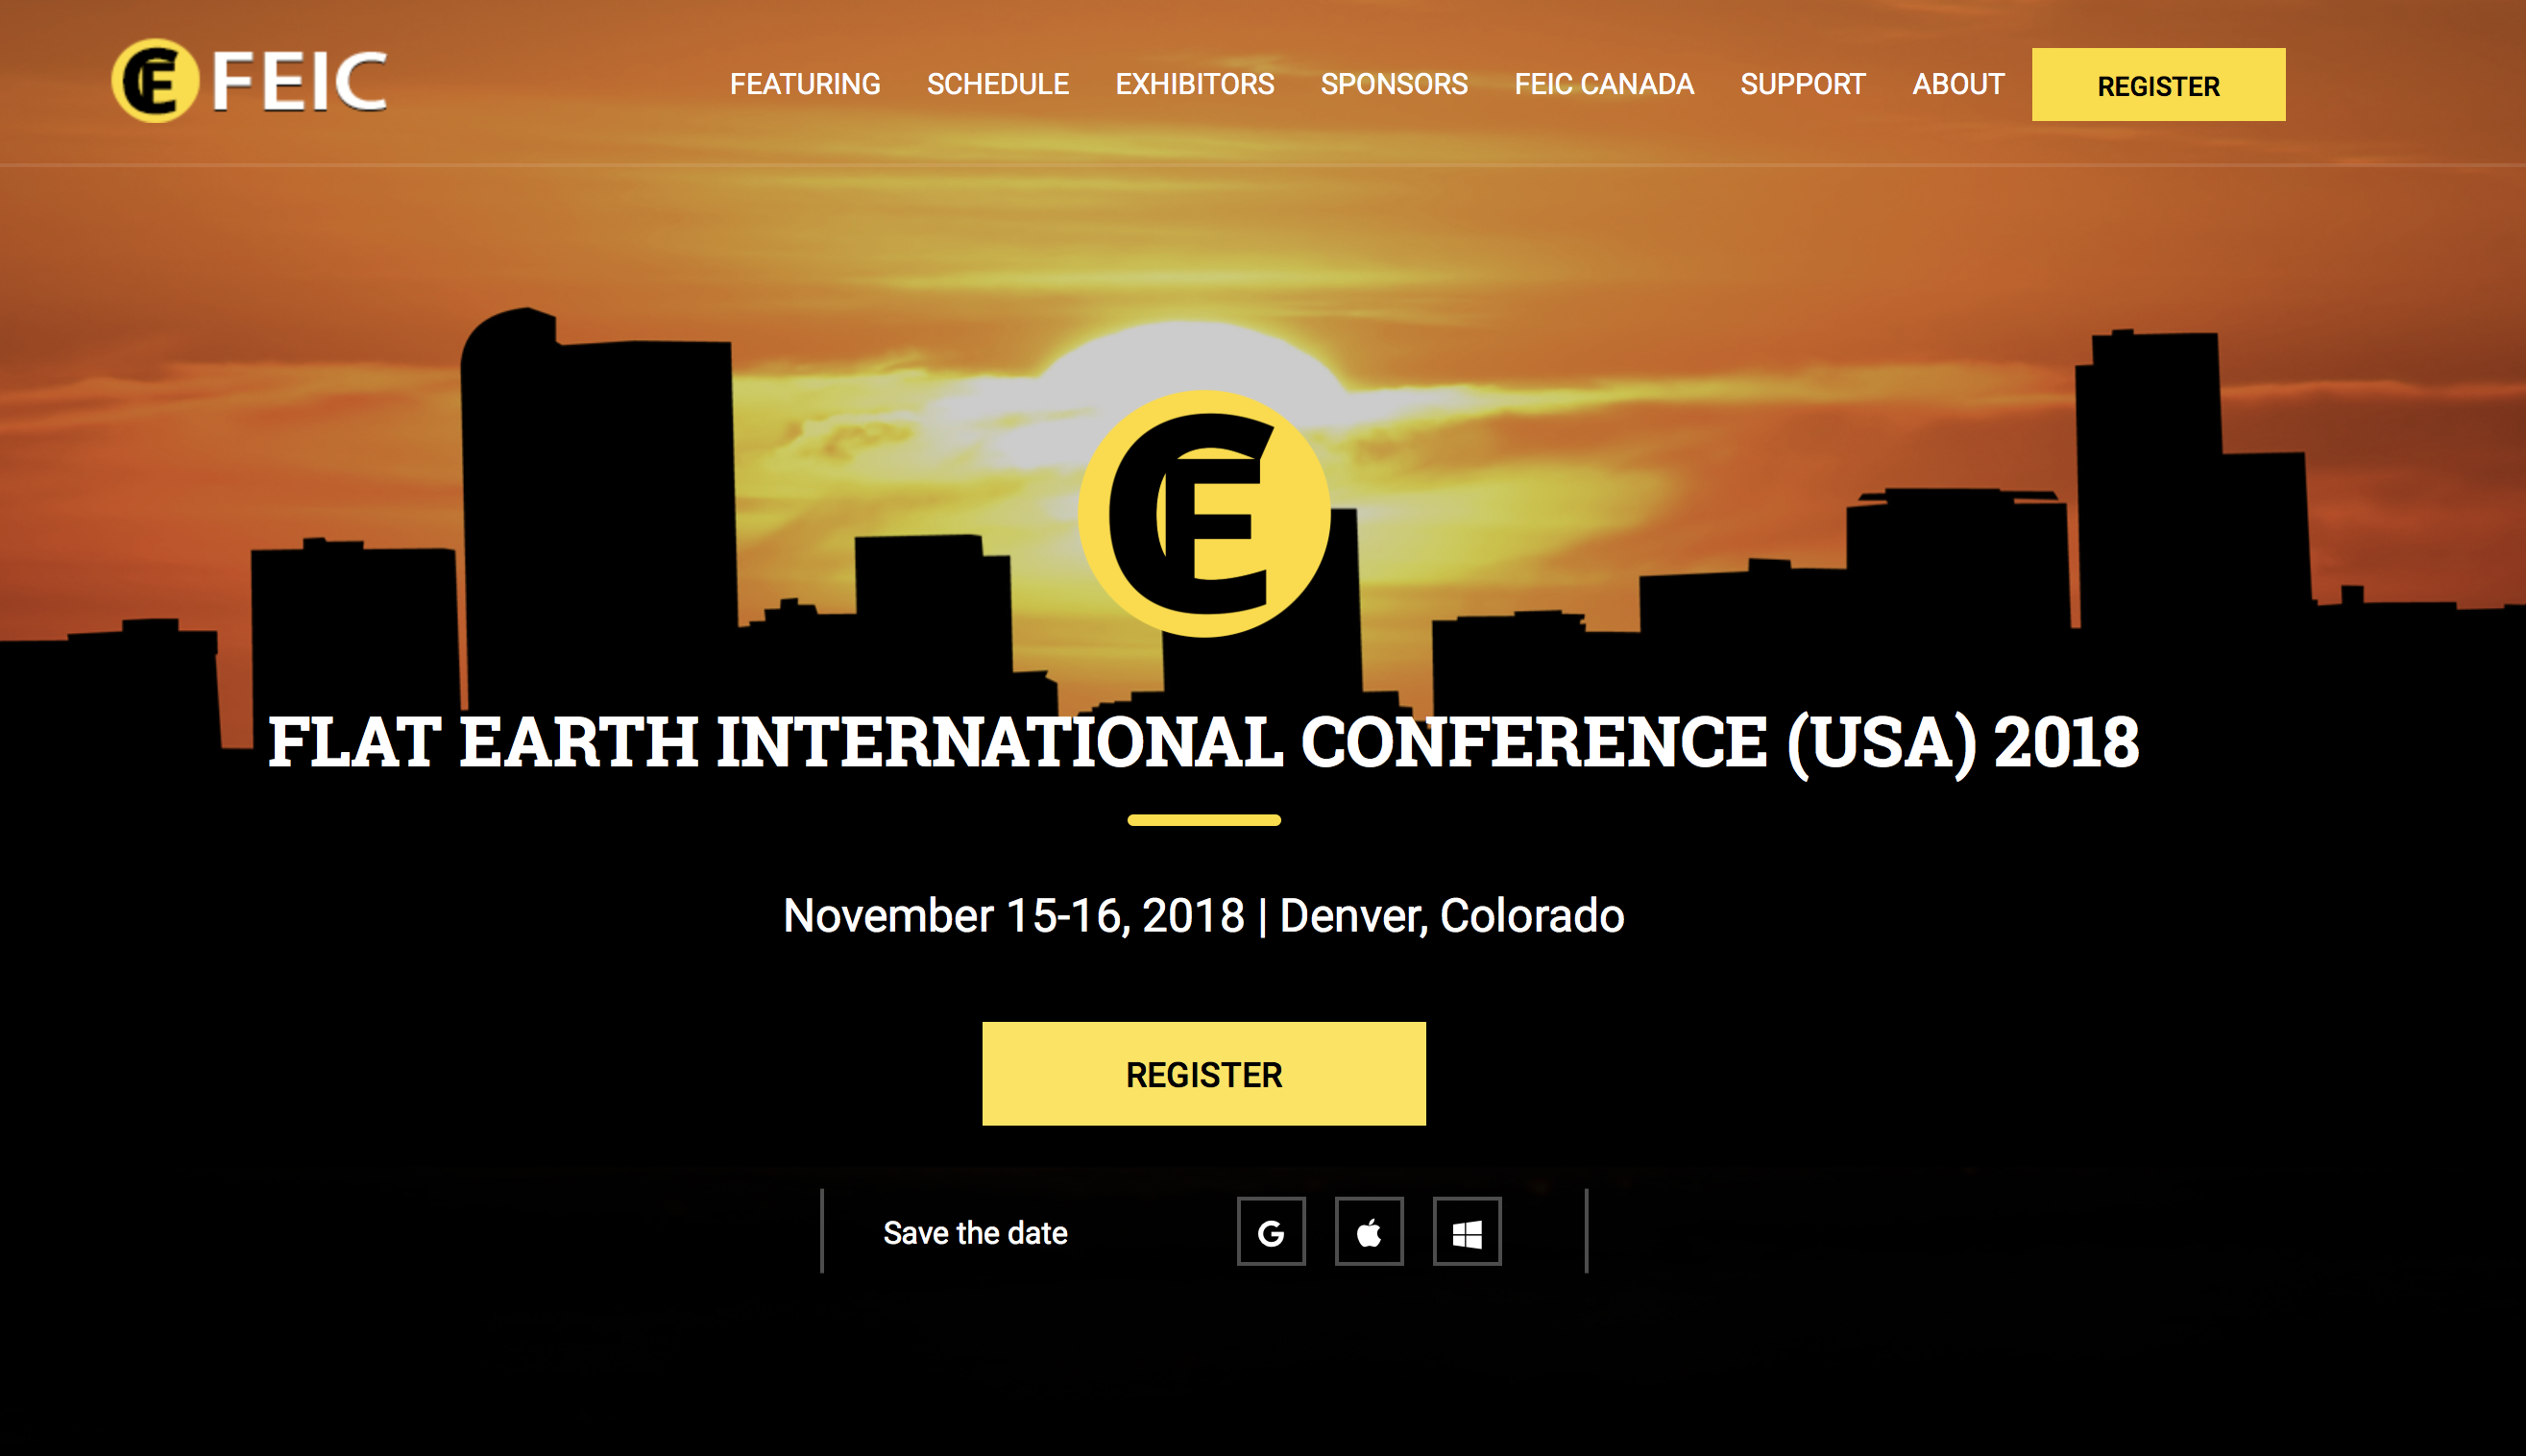 FEIC
FEATURING SCHEDULE EXHIBITORS SPONSORS FEIC CANADA SUPPORT ABOUT REGISTER
FLAT EARTH INTERNATIONAL CONFERENCE (USA) 2018
November 15-16, 2018 | Denver, Colorado
REGISTER
Save the date